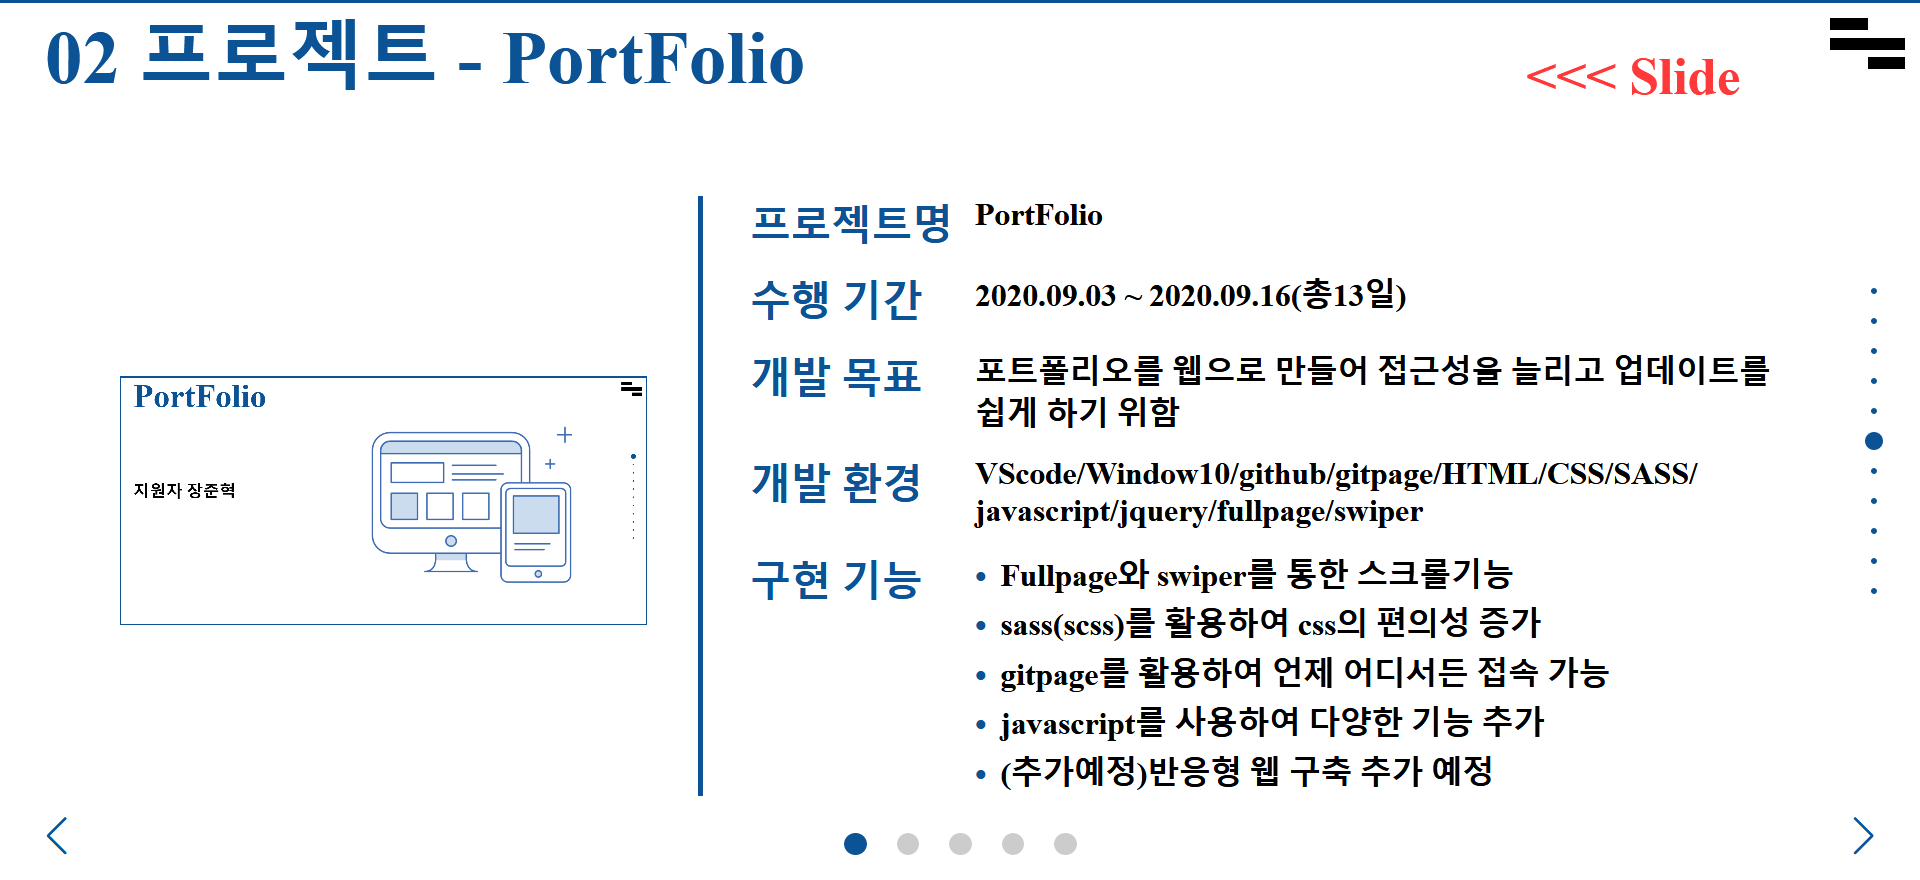 02 프로젝트 - PortFolio
<<< Slide
PortFolio
지원자 장준혁
프로젝트명 PortFolio
수행 기간 2020.09.03 ~ 2020.09.16(총13일)
개발 목표 포트폴리오를 웹으로 만들어 접근성을 늘리고 업데이트를
쉽게 하기 위함
개발 환경 VScode/Window10/github/gitpage/HTML/CSS/SASS/
javascript/jquery/fullpage/swiper
구현 기능 • Fullpage와 swiper를 통한 스크롤기능
• sass(scss)를 활용하여 css의 편의성 증가
• gitpage를 활용하여 언제 어디서든 접속 가능
• javascript를 사용하여 다양한 기능 추가
• (추가예정)반응형 웹 구축 추가 예정